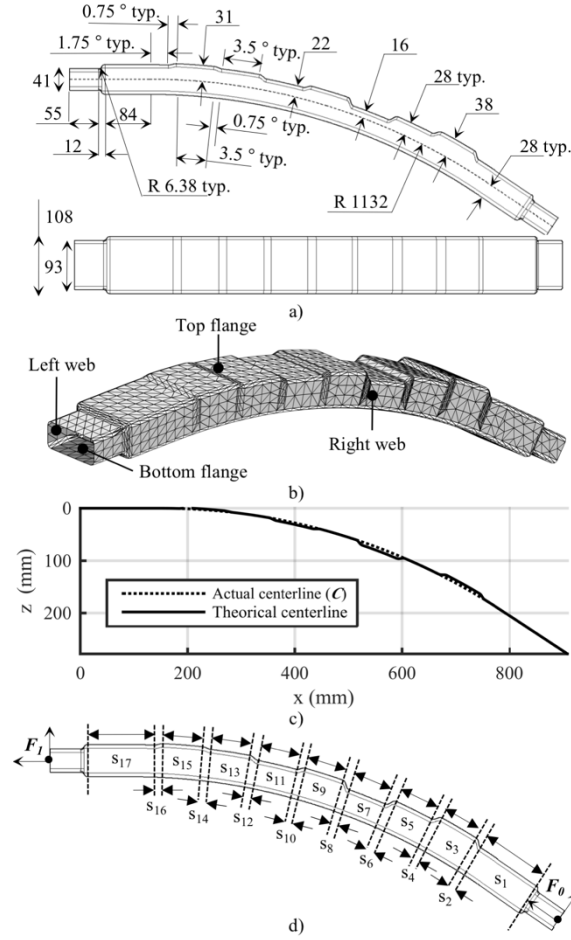 0.75 ° typ.
31
1.75 ° typ.
3.5 ° typ.
22
16
28 typ.
38
41
55
84
0.75 ° typ.
28 typ.
12
3.5 ° typ.
R 6.38 typ.
R 1132
108
93
a)
Top flange
Left web
Right web
Bottom flange
b)
0
100
200
z (mm)
Actual centerline (C)
Theorical centerline
0 200 400 600 800
x (mm)
c)
F1
s17
s15
s13
s11
s9
s7
s5
s3
s1
s16
s14
s12
s10
s8
s6
s4
s2
F0
d)